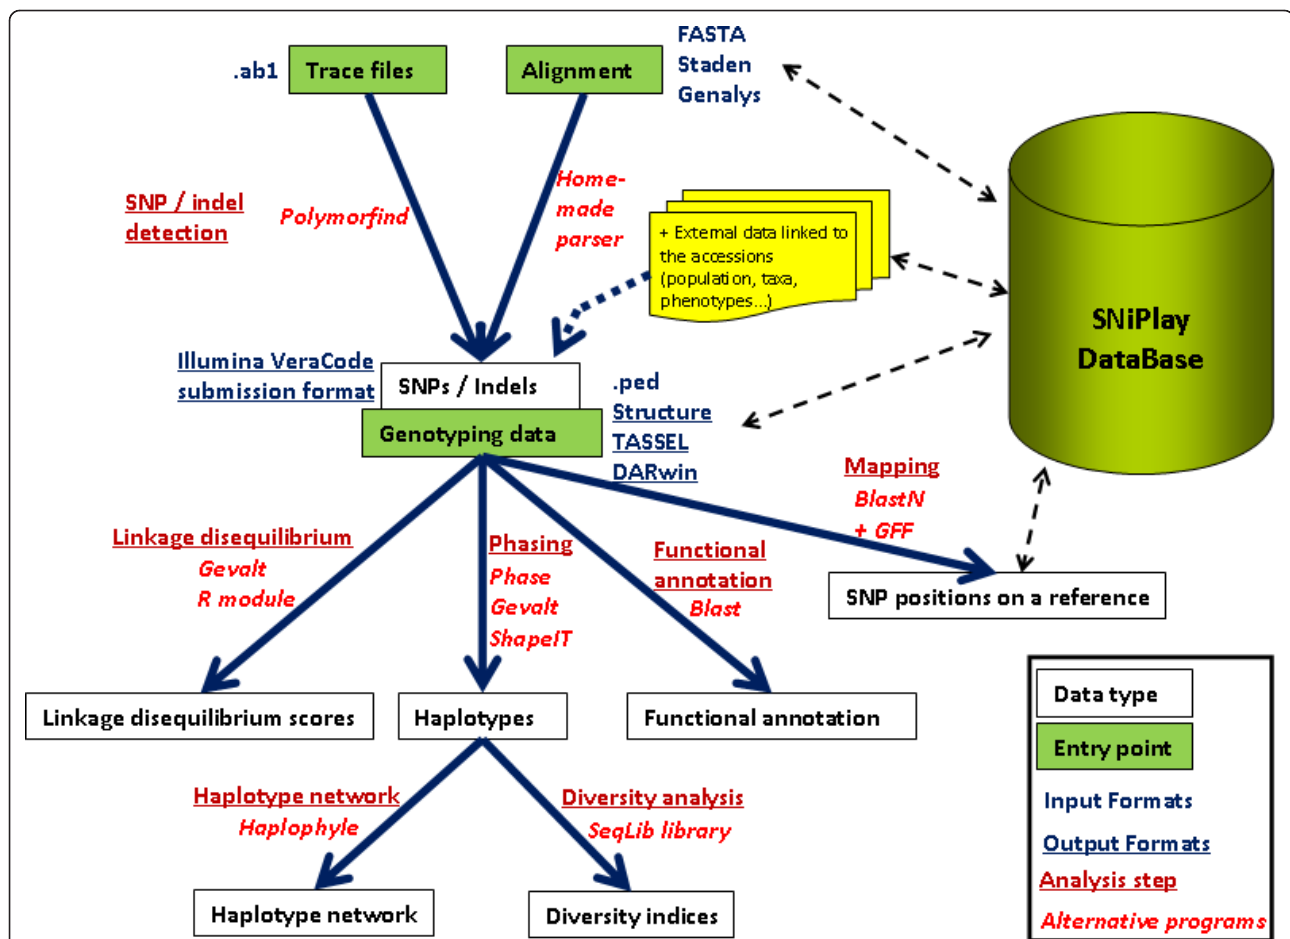 .ab1
Trace files
Alignment
FASTA
Staden
Genalys
SNP / indel
detection
Polymorfind
Home-
made
parser
+ External data linked to
the accessions
(population, taxa,
phenotypes...)
SNiPlay
DataBase
Illumina VeraCode
submission format
SNPs / Indels
Genotyping data
.ped
Structure
TASSEL
DARwin
Mapping
BlastN
+ GFF
Linkage disequilibrium
Gevalt
R module
Phasing
Phase
Gevalt
ShapeIT
Functional
annotation
Blast
SNP positions on a reference
Linkage disequilibrium scores
Haplotypes
Functional annotation
Haplotype network
Haplophyle
Diversity analysis
SeqLib library
Haplotype network
Diversity indices
Data type
Entry point
Input Formats
Output Formats
Analysis step
Alternative programs